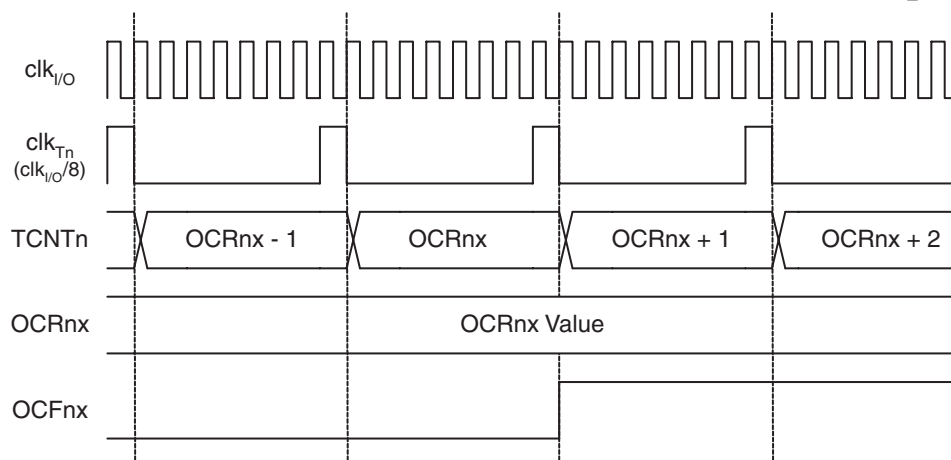 clkI/O
clkTn
(clkI/O/8)
TCNTn OCRnx - 1 OCRnx OCRnx + 1 OCRnx + 2
OCRnx OCRnx Value
OCFnx